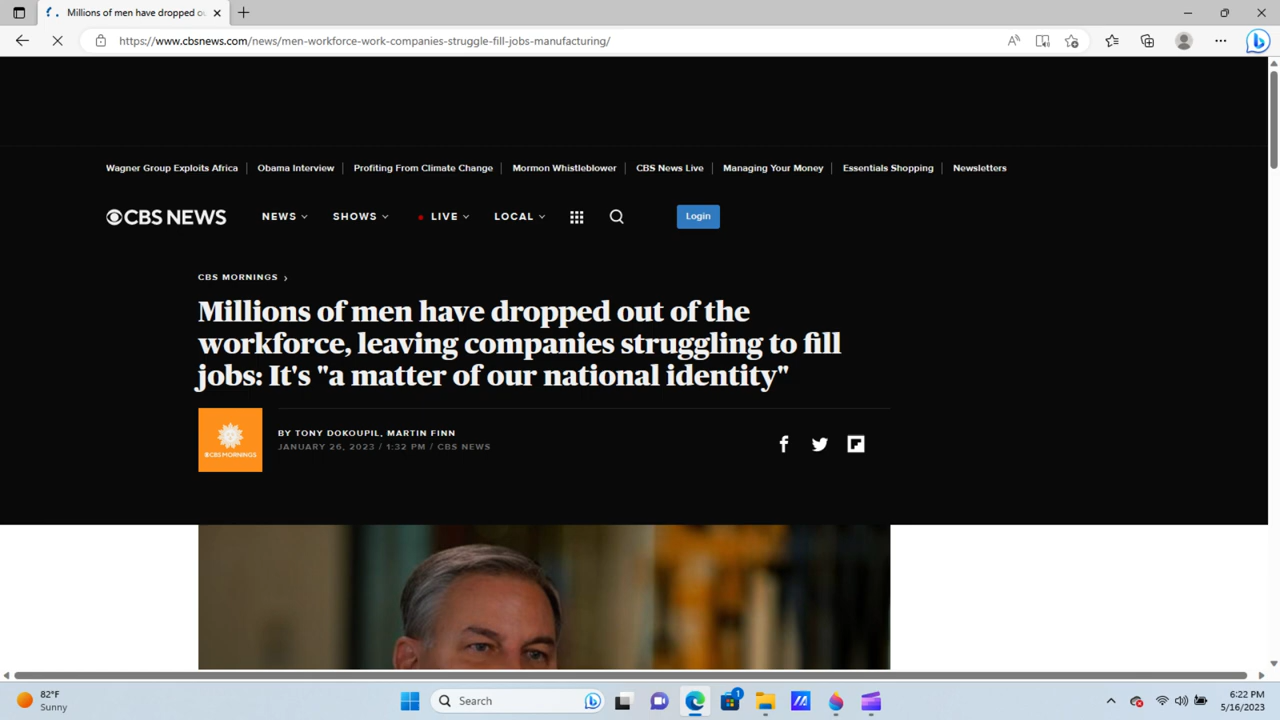 Millions of men have dropped o
https://www.cbsnews.com/news/men-workforce-work-companies-struggle-fill-jobs-manufacturing/
Wagner Group Exploits Africa
Obama Interview
Profiting From Climate Change
Mormon Whistleblower
CBS News Live
Managing Your Money
Essentials Shopping
Newsletters
CBS NEWS
NEWS
SHOWS
LIVE
LOCAL
Login
CBS MORNINGS
Millions of men have dropped out of the
workforce, leaving companies struggling to fill
jobs: It's "a matter of our national identity"
CBS MORNINGS
BY TONY DOKOUPIL, MARTIN FINN
JANUARY 26, 2023 / 1:32 PM / CBS NEWS
82°F
Sunny
Search
1
6:22 PM
5/16/2023